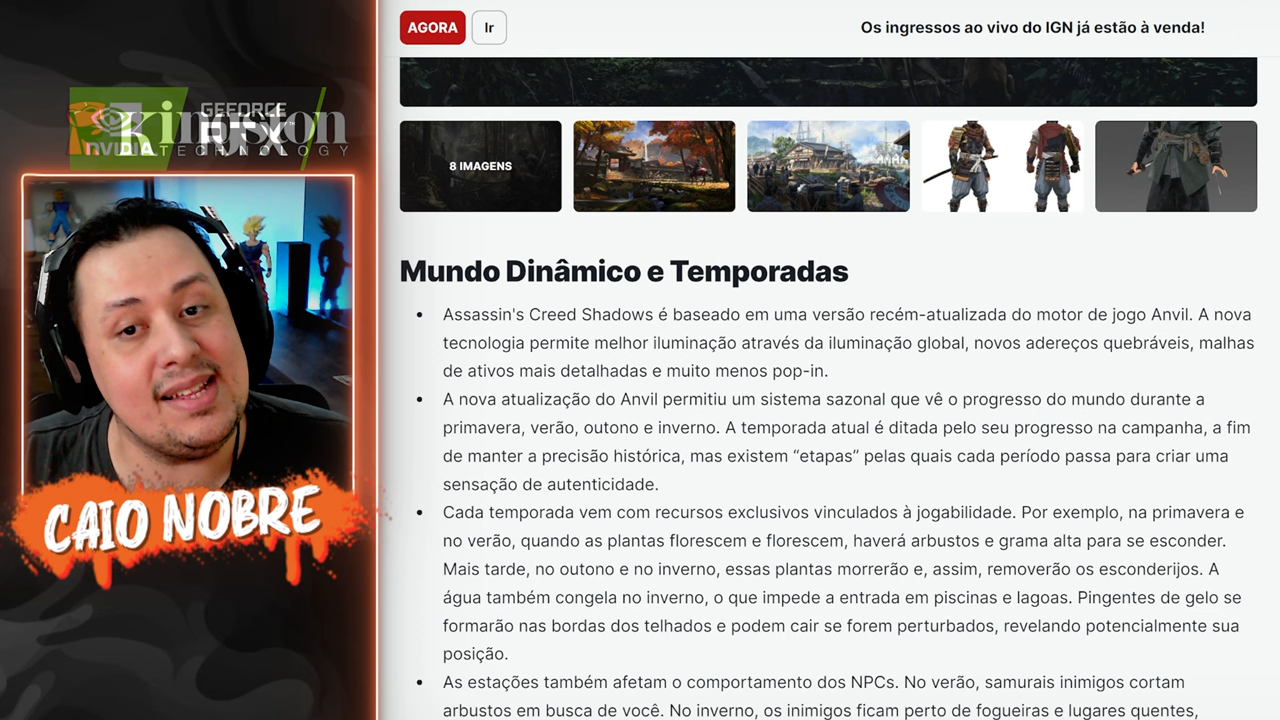 AGORA
Ir
Os ingressos ao vivo do IGN já estão à venda!
GEFORCE
RTX
Kingston
TECHNOLOGY
NVIDIA
8 IMAGENS
CAIO NOBRE
Mundo Dinâmico e Temporadas
• Assassin's Creed Shadows é baseado em uma versão recém-atualizada do motor de jogo Anvil. A nova
tecnologia permite melhor iluminação através da iluminação global, novos adereços quebráveis, malhas
de ativos mais detalhadas e muito menos pop-in.
• A nova atualização do Anvil permitiu um sistema sazonal que vê o progresso do mundo durante a
primavera, verão, outono e inverno. A temporada atual é ditada pelo seu progresso na campanha, a fim
de manter a precisão histórica, mas existem “etapas” pelas quais cada período passa para criar uma
sensação de autenticidade.
• Cada temporada vem com recursos exclusivos vinculados à jogabilidade. Por exemplo, na primavera e
no verão, quando as plantas florescem e florescem, haverá arbustos e grama alta para se esconder.
Mais tarde, no outono e no inverno, essas plantas morrerão e, assim, removerão os esconderijos. A
água também congela no inverno, o que impede a entrada em piscinas e lagoas. Pingentes de gelo se
formarão nas bordas dos telhados e podem cair se forem perturbados, revelando potencialmente sua
posição.
• As estações também afetam o comportamento dos NPCs. No verão, samurais inimigos cortam
arbustos em busca de você. No inverno, os inimigos ficam perto de fogueiras e lugares quentes,